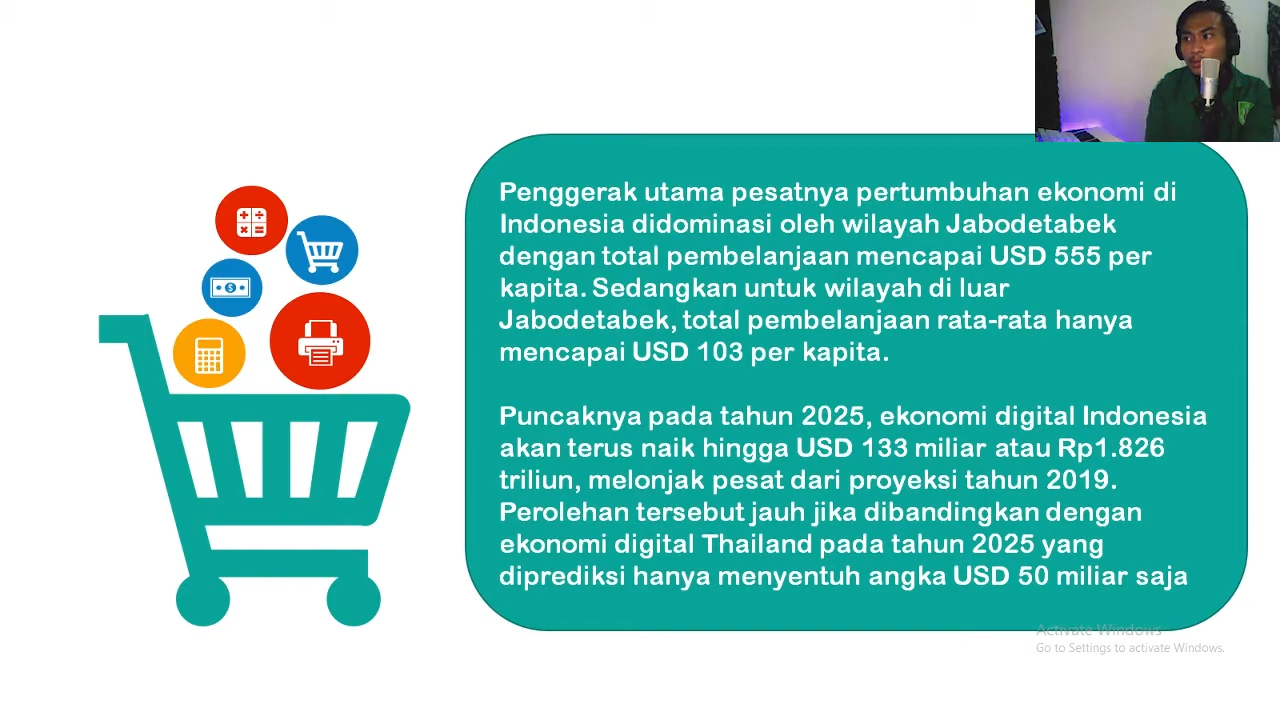 Penggerak utama pesatnya pertumbuhan ekonomi di
Indonesia didominasi oleh wilayah Jabodetabek
dengan total pembelanjaan mencapai USD 555 per
kapita. Sedangkan untuk wilayah di luar
Jabodetabek, total pembelanjaan rata-rata hanya
mencapai USD 103 per kapita.
Puncaknya pada tahun 2025, ekonomi digital Indonesia
akan terus naik hingga USD 133 miliar atau Rp1.826
triliun, melonjak pesat dari proyeksi tahun 2019.
Perolehan tersebut jauh jika dibandingkan dengan
ekonomi digital Thailand pada tahun 2025 yang
diprediksi hanya menyentuh angka USD 50 miliar saja
Activate Windows
Go to Settings to activate Windows.